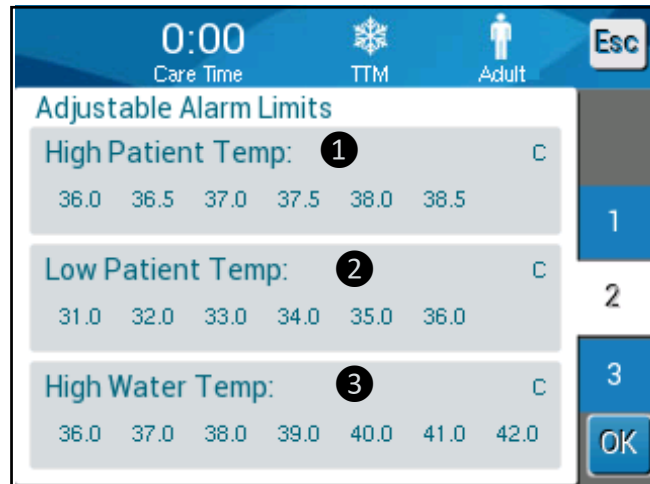 0:00
Care Time
TTM
Adult
Esc
Adjustable Alarm Limits
High Patient Temp: ❶ C
36.0 36.5 37.0 37.5 38.0 38.5
Low Patient Temp: ❷ C
31.0 32.0 33.0 34.0 35.0 36.0
High Water Temp: ❸ C
36.0 37.0 38.0 39.0 40.0 41.0 42.0
1
2
3
OK